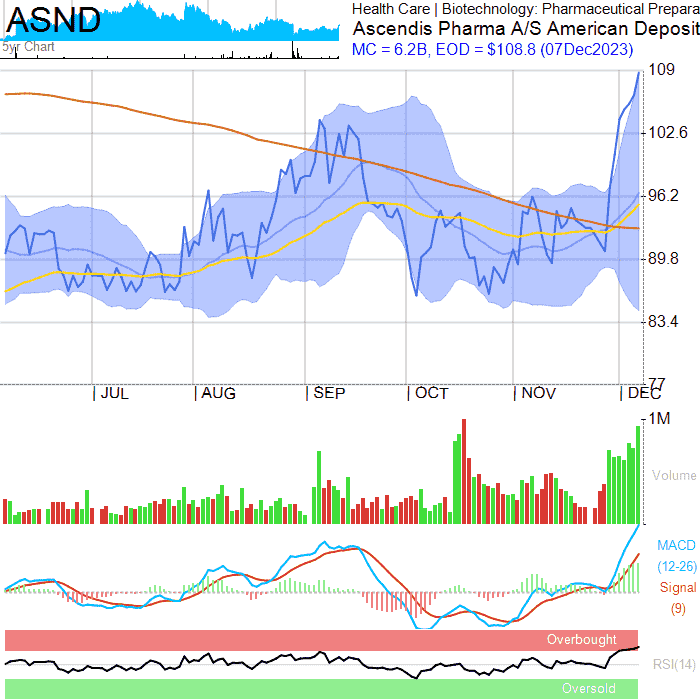 ASND
5yr Chart
Health Care | Biotechnology: Pharmaceutical Prepara
Ascendis Pharma A/S American Deposit
MC = 6.2B, EOD = $108.8 (07Dec2023)
109
102.6
96.2
89.8
83.4
77
| JUL | AUG | SEP | OCT | NOV | DEC
1M
Volume
MACD
(12-26)
Signal
(9)
Overbought
RSI(14)
Oversold